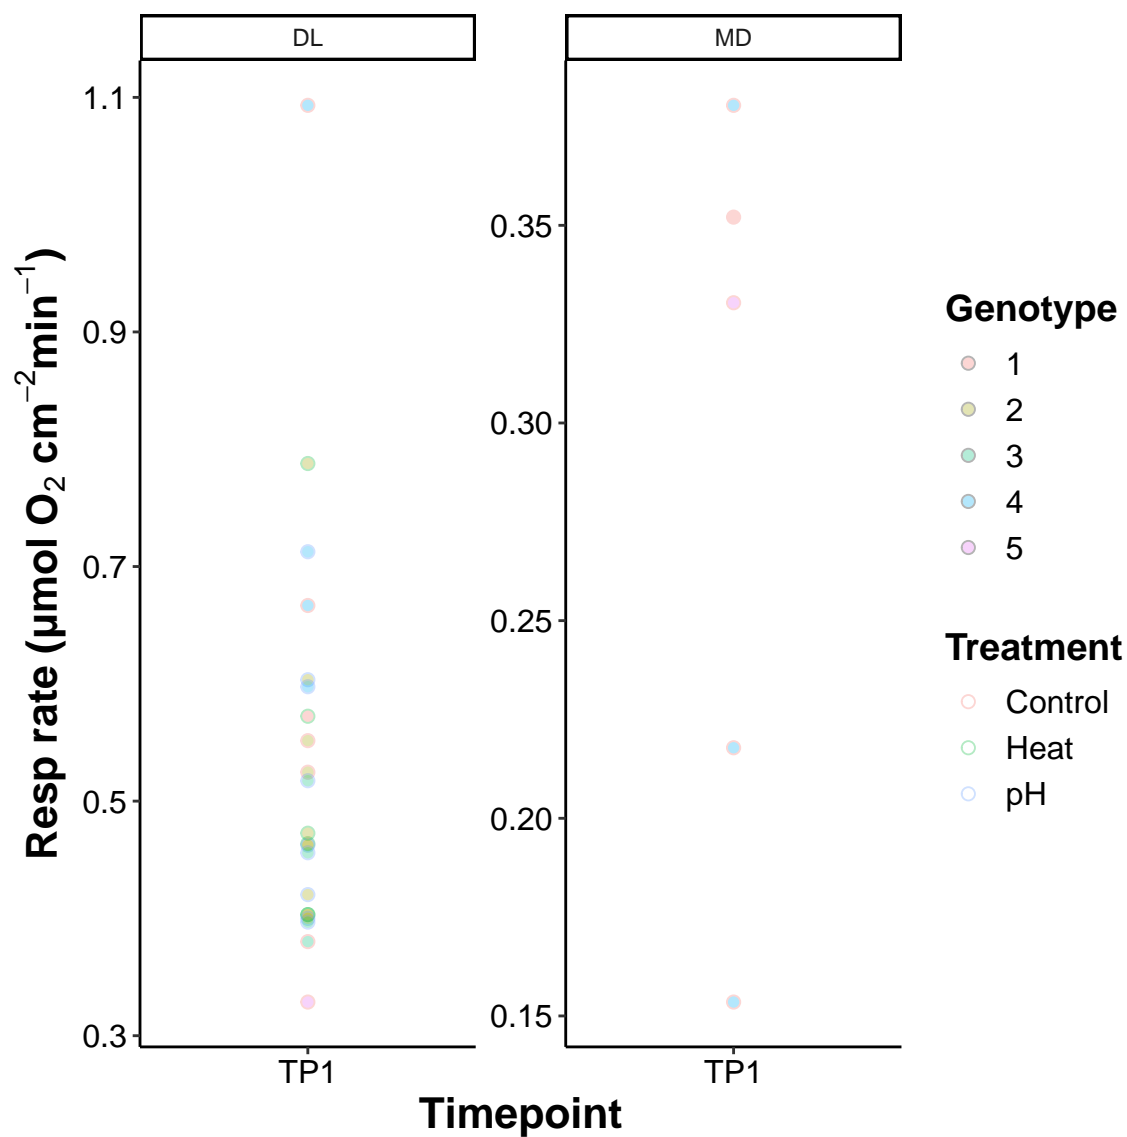 DL
MD
Resp rate (μmol O₂ cm⁻²min⁻¹)
1.1
0.9
0.7
0.5
0.3
TP1
0.35
0.30
0.25
0.20
0.15
TP1
Timepoint
Genotype
1
2
3
4
5
Treatment
Control
Heat
pH